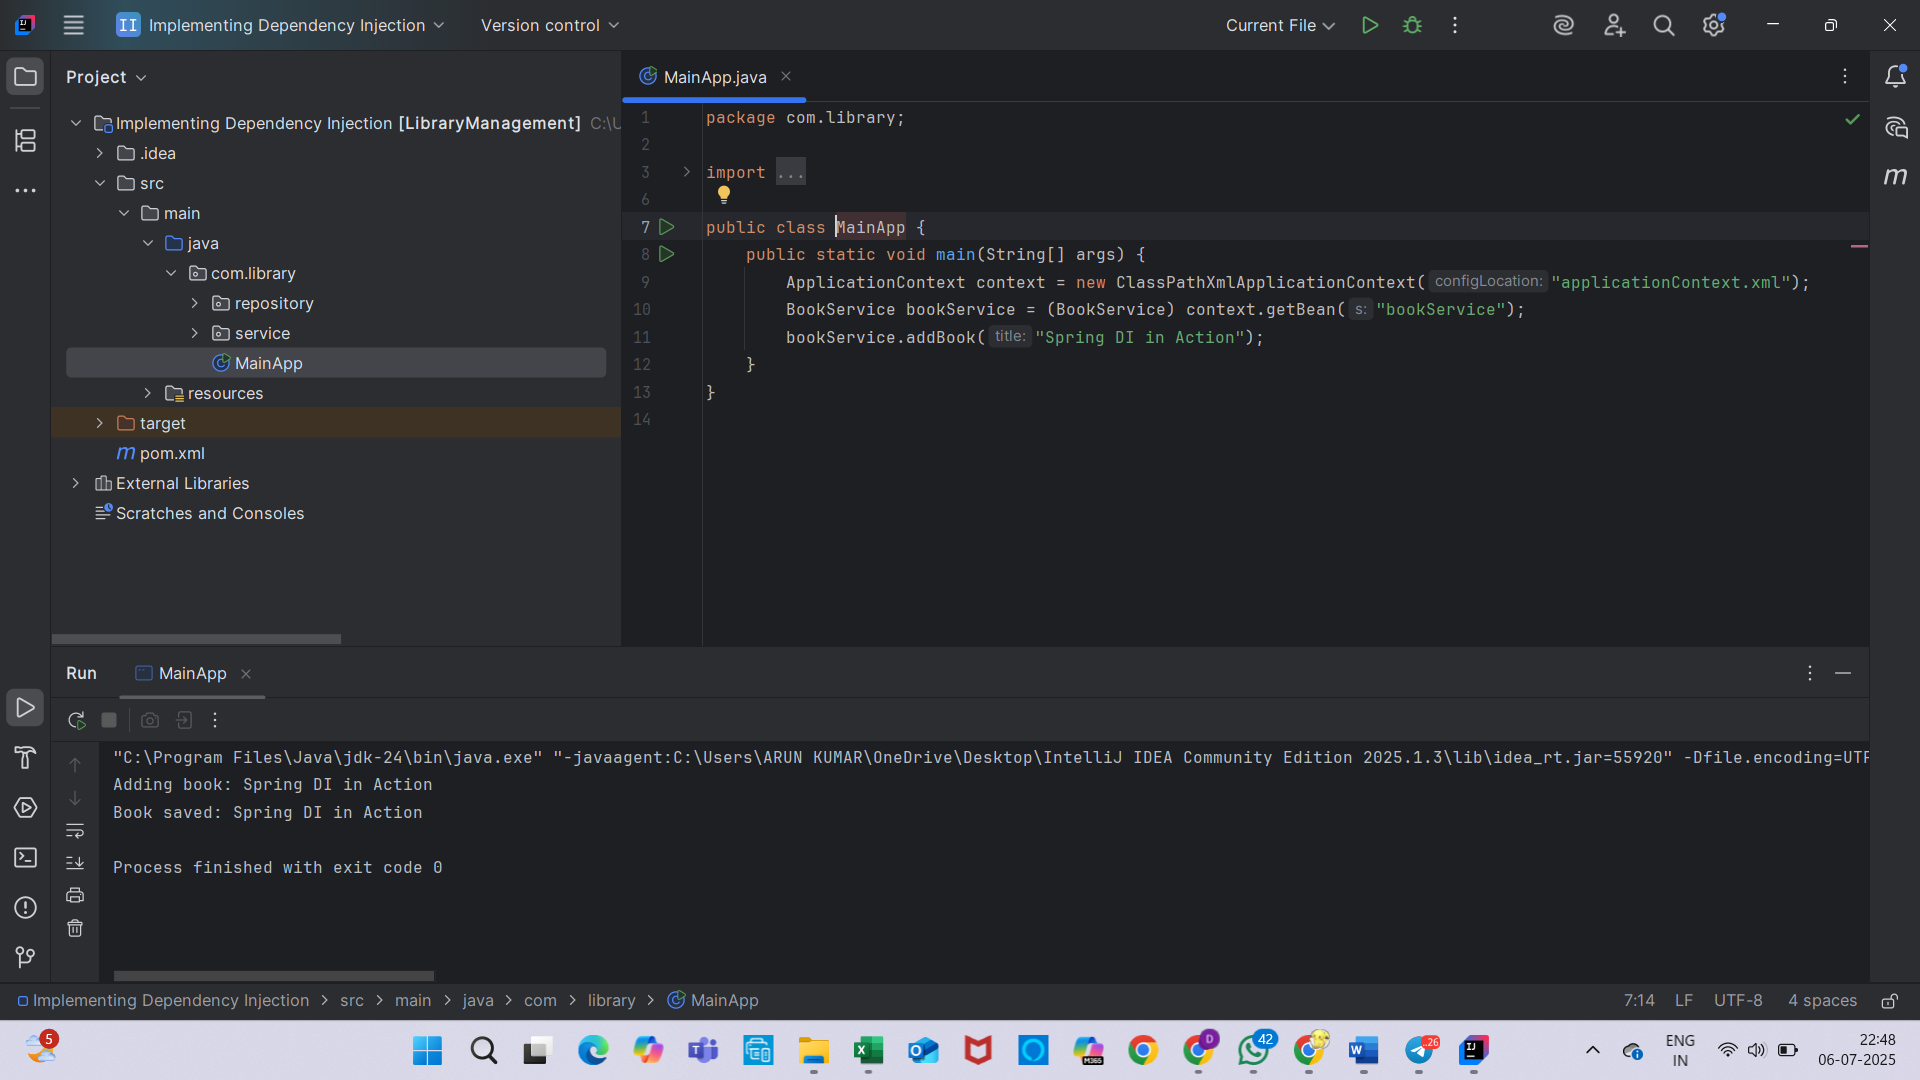 II Implementing Dependency Injection Version control Current File
Project
MainApp.java
Implementing Dependency Injection [LibraryManagement] C:\U
.idea
src
main
java
com.library
repository
service
MainApp
resources
target
m pom.xml
External Libraries
Scratches and Consoles
1 package com.library;
2
3 import ...
6
7 public class MainApp {
8 public static void main(String[] args) {
9 ApplicationContext context = new ClassPathXmlApplicationContext( configLocation: "applicationContext.xml");
10 BookService bookService = (BookService) context.getBean( s: "bookService");
11 bookService.addBook( title: "Spring DI in Action");
12 }
13 }
14
m
Run MainApp
"C:\Program Files\Java\jdk-24\bin\java.exe" "-javaagent:C:\Users\ARUN KUMAR\OneDrive\Desktop\IntelliJ IDEA Community Edition 2025.1.3\lib\idea_rt.jar=55920" -Dfile.encoding=UTF
Adding book: Spring DI in Action
Book saved: Spring DI in Action
Process finished with exit code 0
Implementing Dependency Injection > src > main > java > com > library > MainApp
7:14 LF UTF-8 4 spaces
5
D
42
26
M365
ENG
IN
22:48
06-07-2025